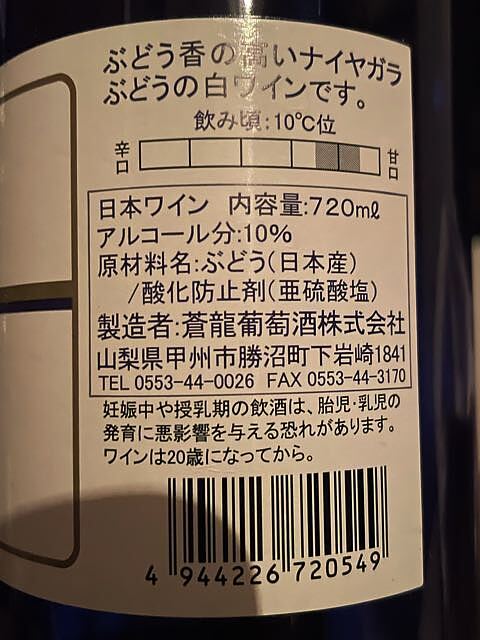 ぶどう香の高いナイヤガラ
ぶどうの白ワインです。
飲み頃:10℃位
辛口 甘口
日本ワイン 内容量:720mℓ
アルコール分:10%
原材料名:ぶどう(日本産)
/酸化防止剤(亜硫酸塩)
製造者:蒼龍葡萄酒株式会社
山梨県甲州市勝沼町下岩崎1841
TEL 0553-44-0026 FAX 0553-44-3170
妊娠中や授乳期の飲酒は、胎児・乳児の
発育に悪影響を与える恐れがあります。
ワインは20歳になってから。
4 944226 720549